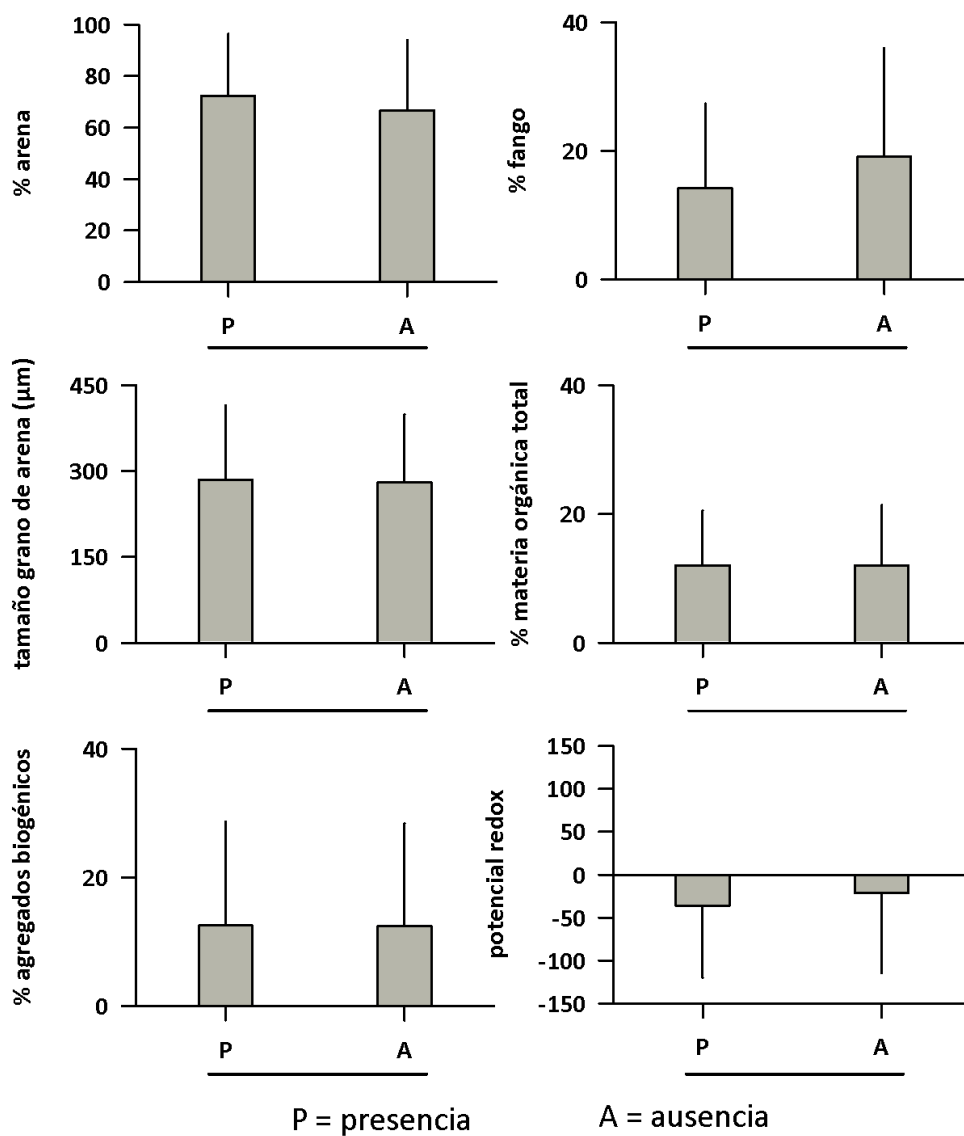 % arena
100
80
60
40
20
0
P A
% fango
40
20
0
P A
tamaño grano de arena (µm)
450
300
150
0
P A
% materia orgánica total
40
20
0
P A
% agregados biogénicos
40
20
0
P A
potencial redox
150
100
50
0
-50
-100
-150
P A
P = presencia A = ausencia